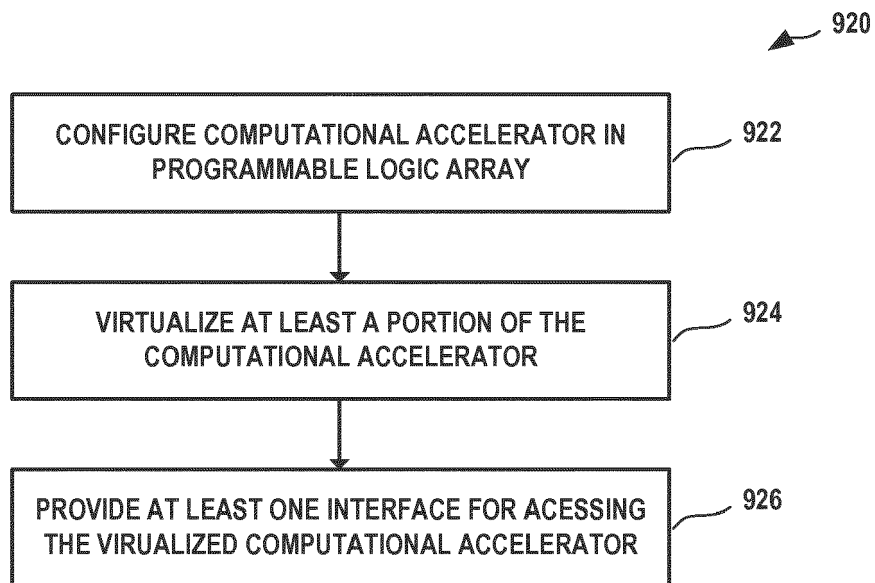 920
CONFIGURE COMPUTATIONAL ACCELERATOR IN
PROGRAMMABLE LOGIC ARRAY
922
VIRTUALIZE AT LEAST A PORTION OF THE
COMPUTATIONAL ACCELERATOR
924
PROVIDE AT LEAST ONE INTERFACE FOR ACESSING
THE VIRUALIZED COMPUTATIONAL ACCELERATOR
926